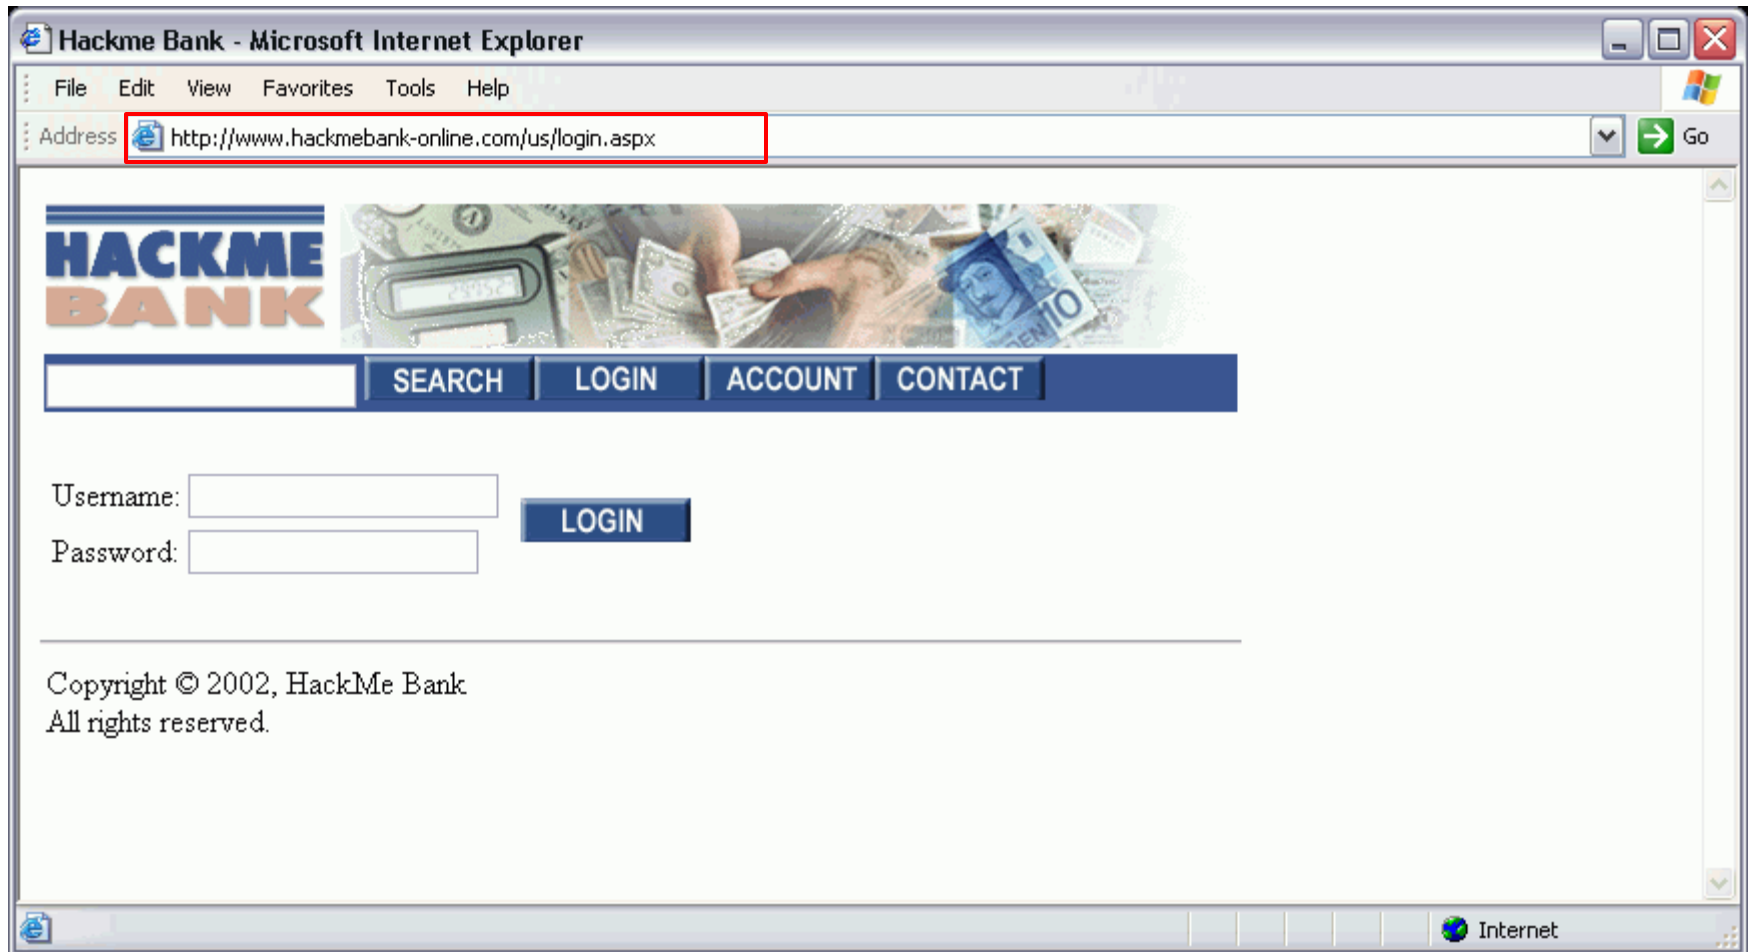 Hackme Bank - Microsoft Internet Explorer
File Edit View Favorites Tools Help
Address http://www.hackmebank-online.com/us/login.aspx Go
HACKME
BANK
10
SEARCH LOGIN ACCOUNT CONTACT
Username:
LOGIN
Password:
Copyright © 2002, HackMe Bank
All rights reserved.
Internet